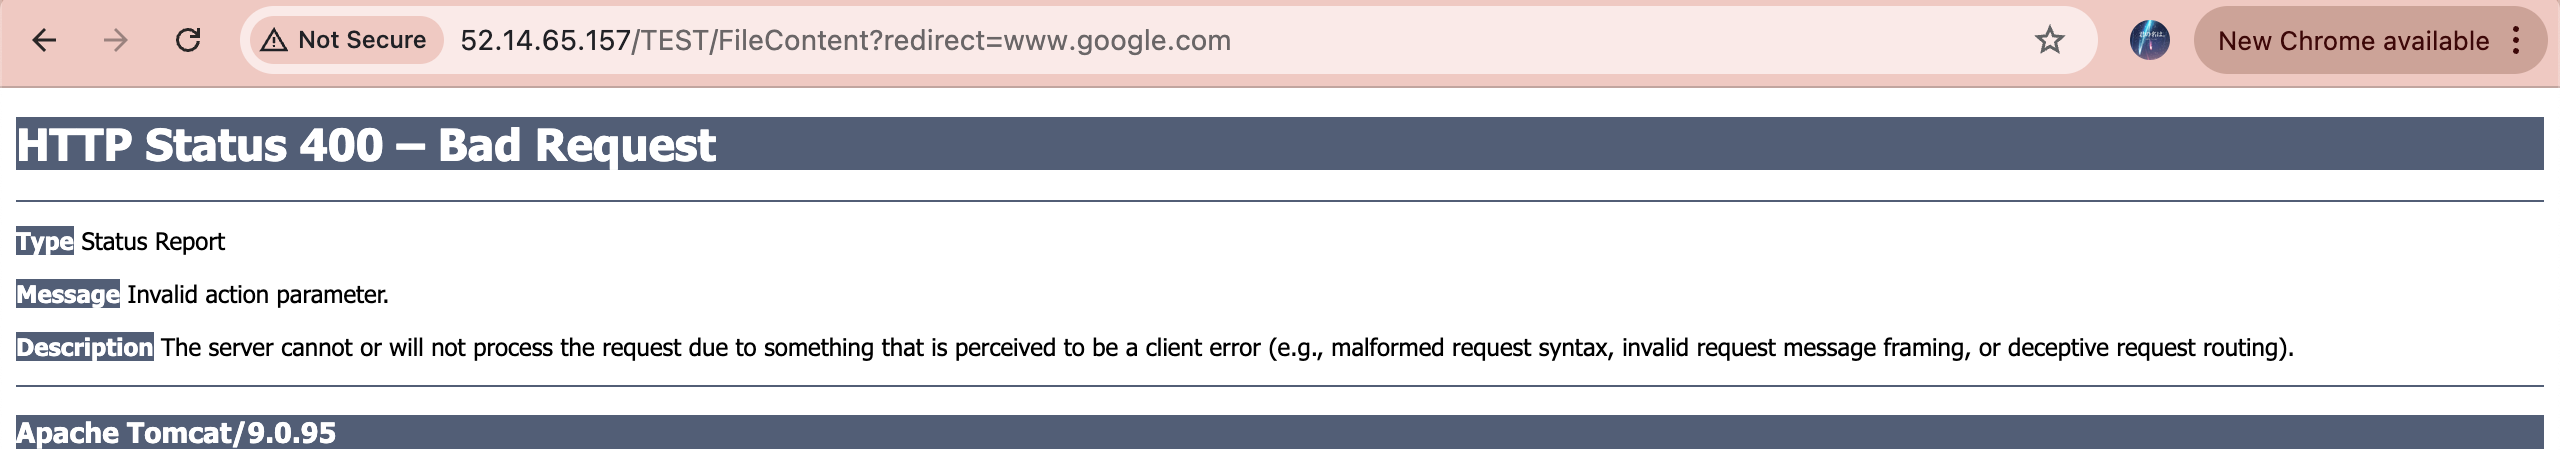 Not Secure 52.14.65.157/TEST/FileContent?redirect=www.google.com New Chrome available
HTTP Status 400 – Bad Request
Type Status Report
Message Invalid action parameter.
Description The server cannot or will not process the request due to something that is perceived to be a client error (e.g., malformed request syntax, invalid request message framing, or deceptive request routing).
Apache Tomcat/9.0.95